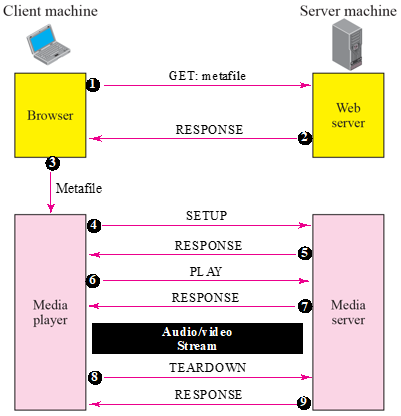 Client machine
Server machine
1
GET: metafile
Browser
Web
server
RESPONSE
2
3
Metafile
4
SETUP
RESPONSE
5
6
PLAY
RESPONSE
7
Media
player
Media
server
Audio/video
Stream
8
TEARDOWN
RESPONSE
9